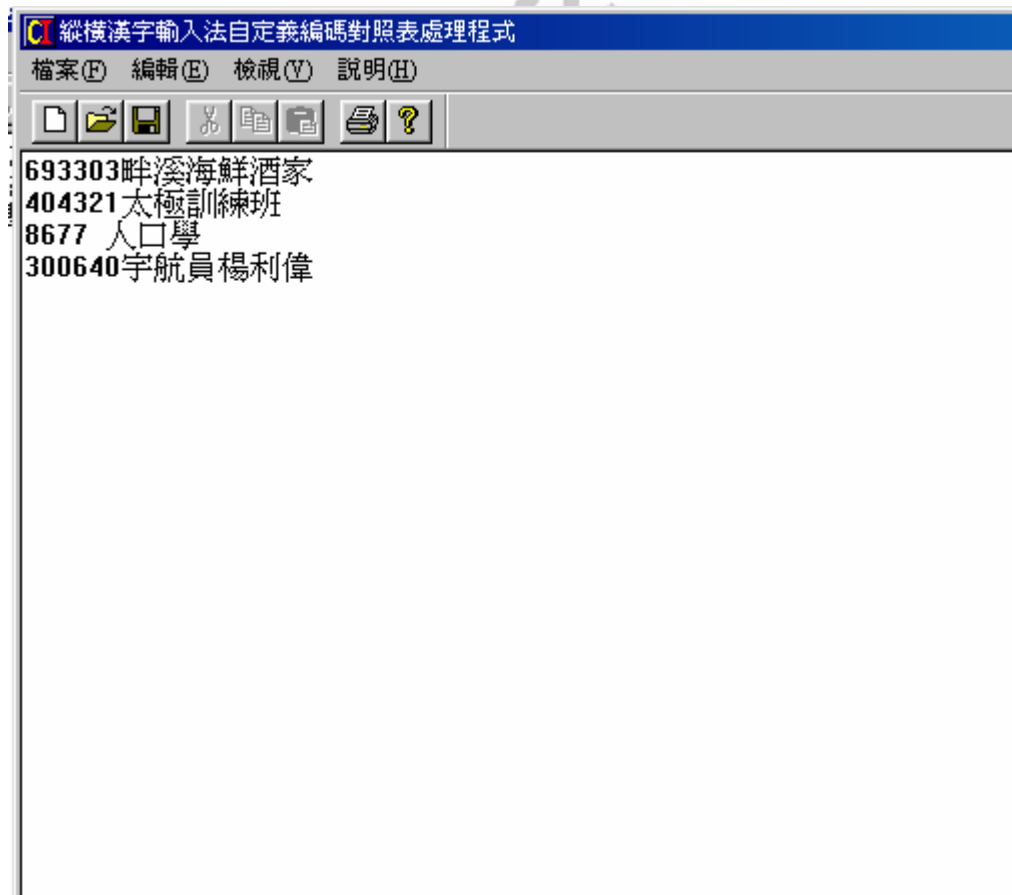 縱橫漢字輸入法自定義編碼對照表處理程式
檔案(F) 編輯(E) 檢視(V) 說明(H)
693303畔溪海鮮酒家
404321太極訓練班
8677 人口學
300640宇航員楊利偉